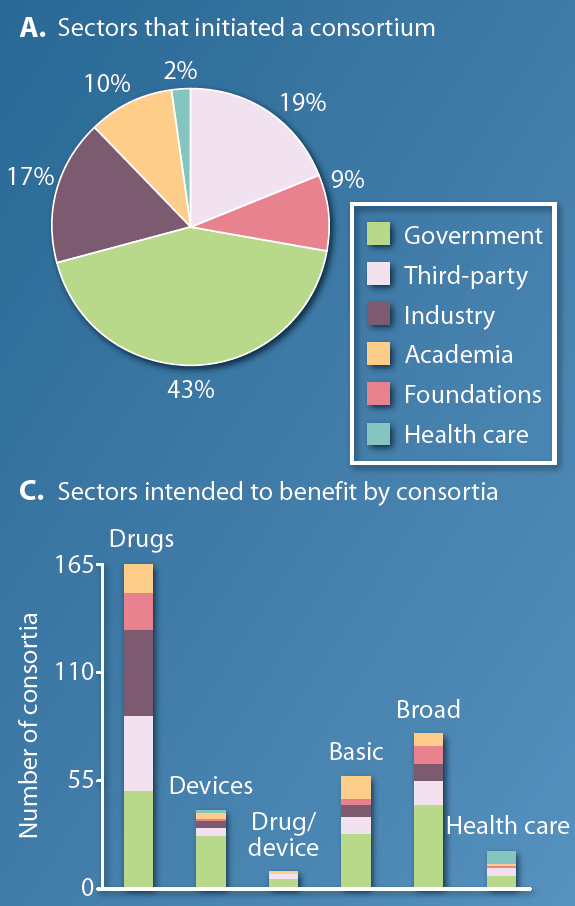 A. Sectors that initiated a consortium
2%
10%
19%
17%
9%
43%
Government
Third-party
Industry
Academia
Foundations
Health care
C. Sectors intended to benefit by consortia
Drugs
165
110
55
0
Number of consortia
Devices
Drug/
device
Basic
Broad
Health care